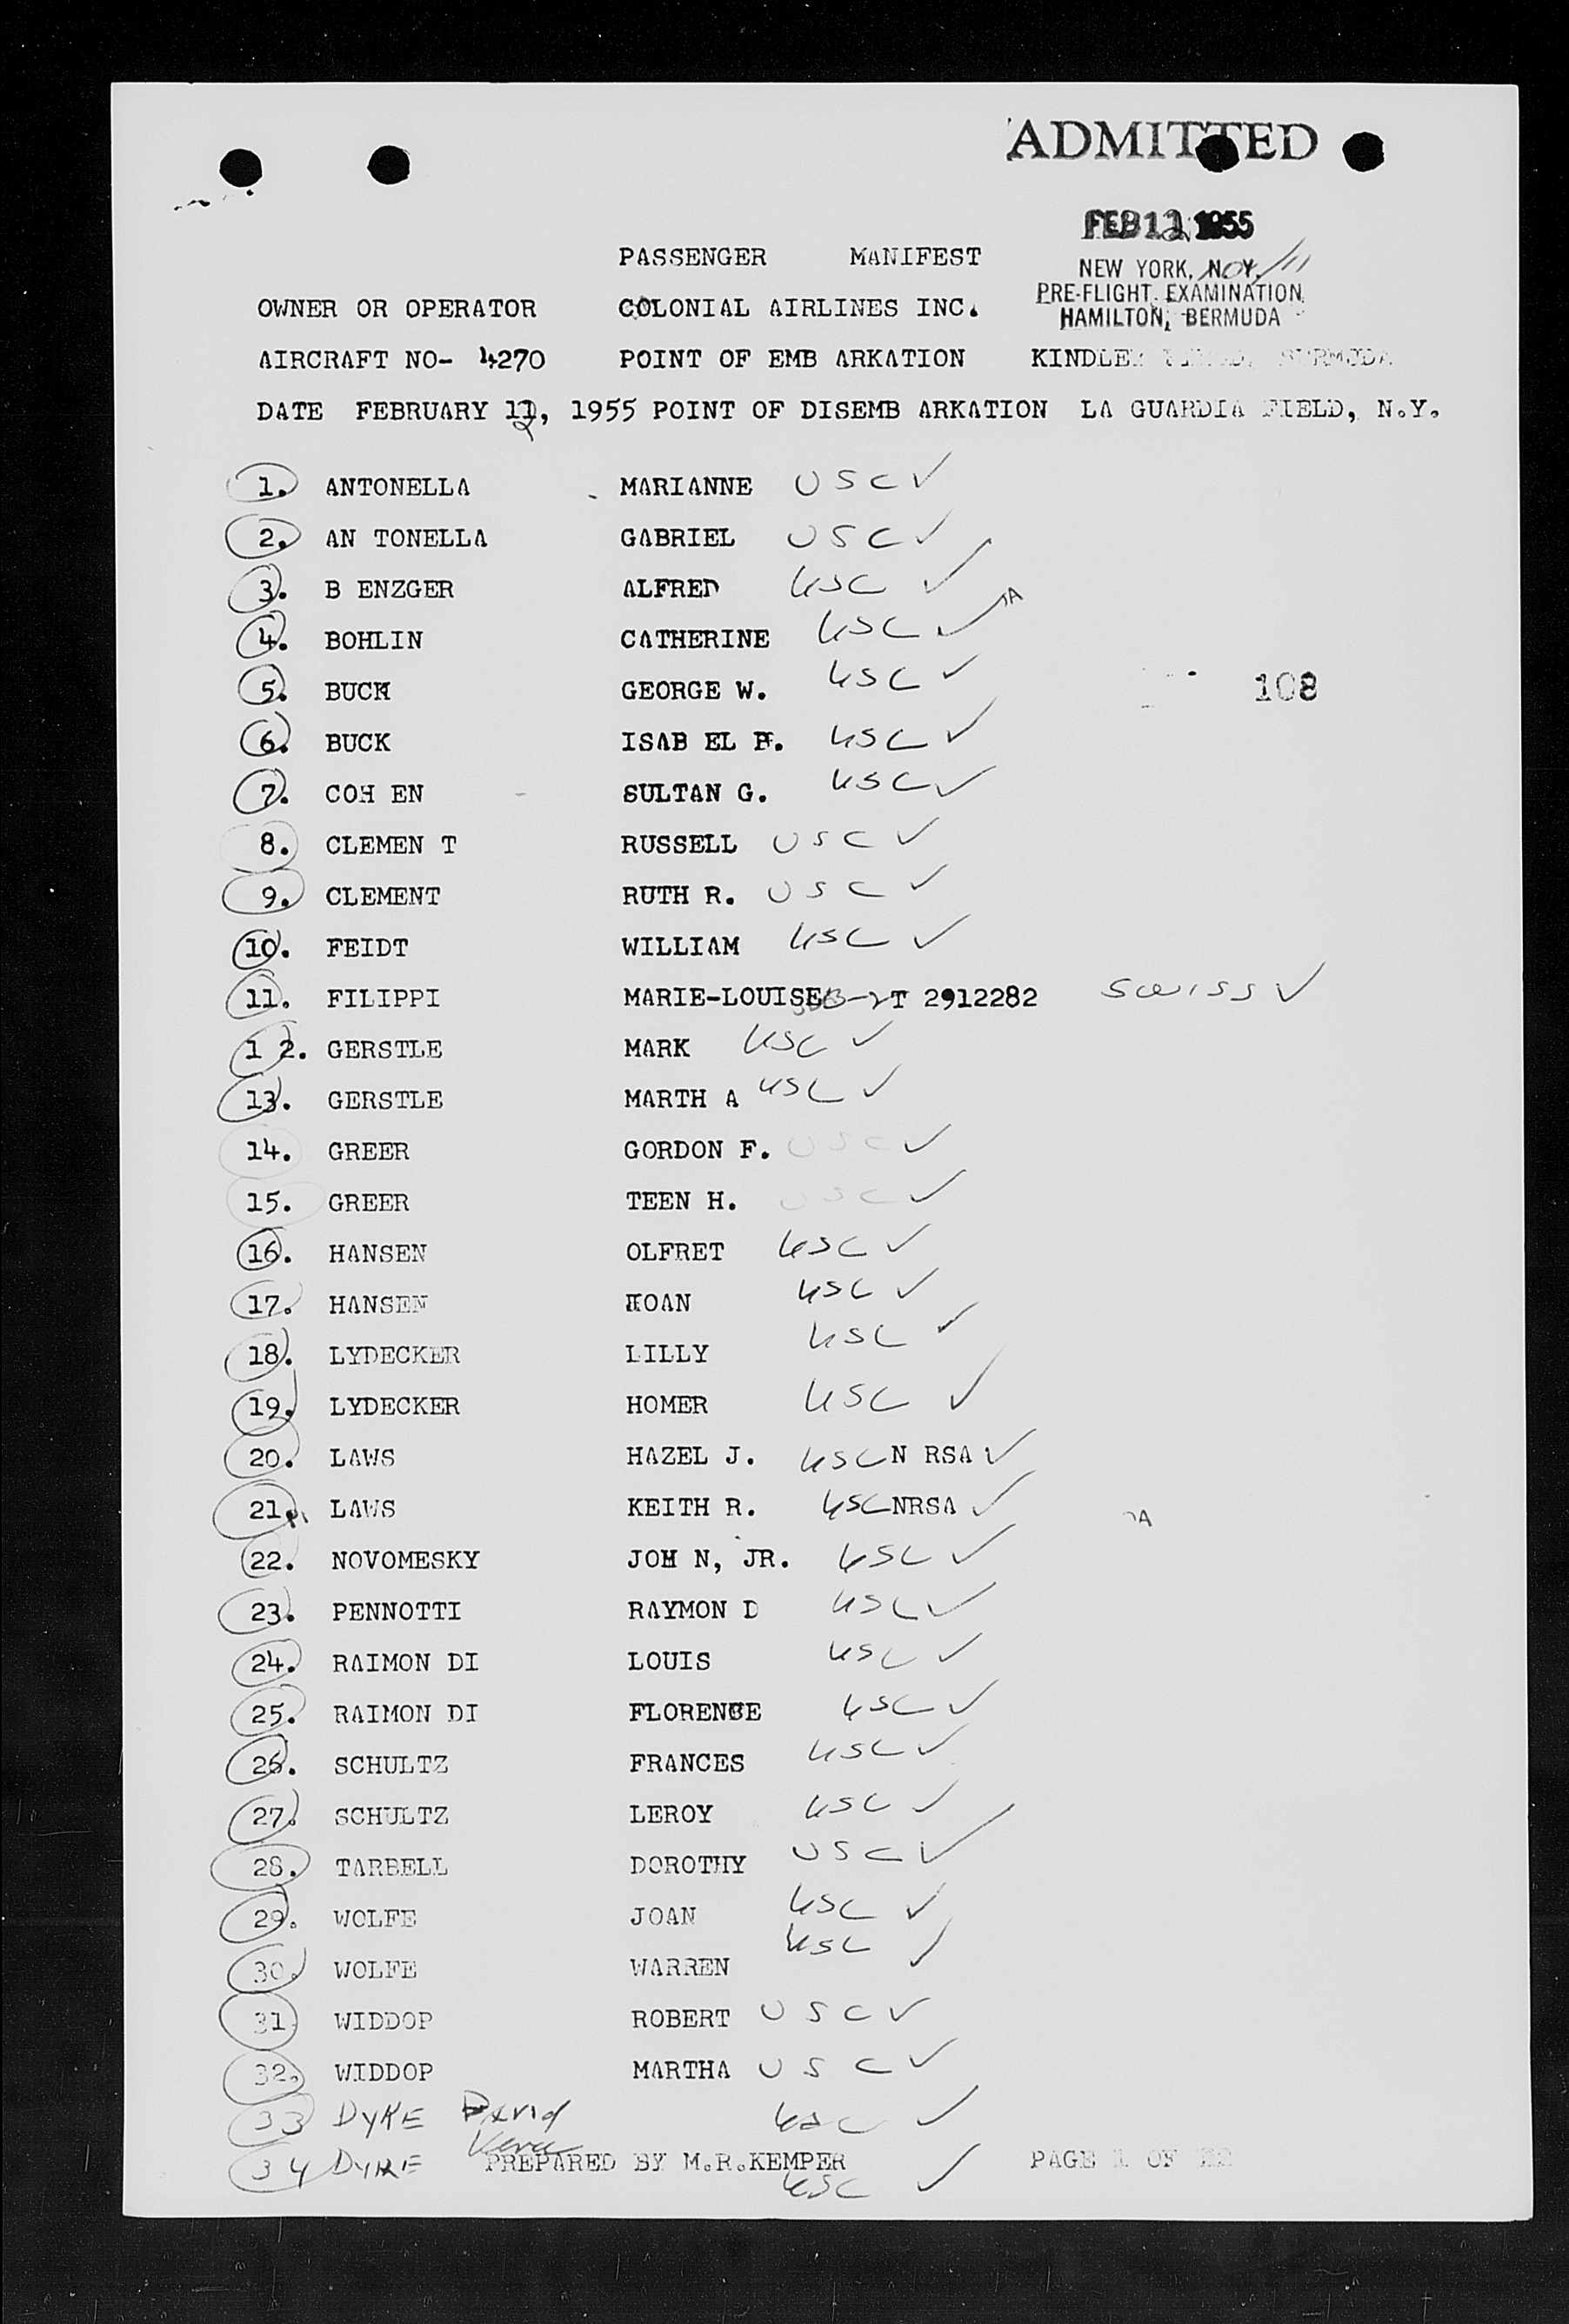 ADMITTED
FEB 12 1955
PASSENGER MANIFEST
NEW YORK, N.Y.
PRE-FLIGHT EXAMINATION
OWNER OR OPERATOR COLONIAL AIRLINES INC.
HAMILTON, BERMUDA
AIRCRAFT NO- 4270 POINT OF EMB ARKATION KINDLEY FIELD, BERMUDA
DATE FEBRUARY 12, 1955 POINT OF DISEMB ARKATION LA GUARDIA FIELD, N.Y.
1. ANTONELLA MARIANNE USC ✓
2. AN TONELLA GABRIEL USC ✓
3. B ENZGER ALFRED USC ✓
4. BOHLIN CATHERINE USC ✓
5. BUCK GEORGE W. USC ✓ 108
6. BUCK ISAB EL F. USC ✓
7. COH EN SULTAN G. USC ✓
8. CLEMEN T RUSSELL USC ✓
9. CLEMENT RUTH R. USC ✓
10. FEIDT WILLIAM USC ✓
11. FILIPPI MARIE-LOUISE T 2912282 SWISS ✓
1 2. GERSTLE MARK USC ✓
13. GERSTLE MARTH A USC ✓
14. GREER GORDON F. USC ✓
15. GREER TEEN H. USC ✓
16. HANSEN OLFRET USC ✓
17. HANSEN KOAN USC ✓
18. LYDECKER LILLY USC ✓
19. LYDECKER HOMER USC ✓
20. LAWS HAZEL J. USC N RSA ✓
21. LAWS KEITH R. USC NRSA ✓
22. NOVOMESKY JOH N, JR. USC ✓
23. PENNOTTI RAYMON D USC ✓
24. RAIMON DI LOUIS USC ✓
25. RAIMON DI FLORENCE USC ✓
26. SCHULTZ FRANCES USC ✓
27. SCHULTZ LEROY USC ✓
28. TARBELL DOROTHY USC ✓
29. WOLFE JOAN USC ✓
30. WOLFE WARREN USC ✓
31. WIDDOP ROBERT USC ✓
32. WIDDOP MARTHA USC ✓
33 DYKE David USC ✓
34 DYKE Vera USC ✓
PREPARED BY M.R.KEMPER PAGE 1 OF